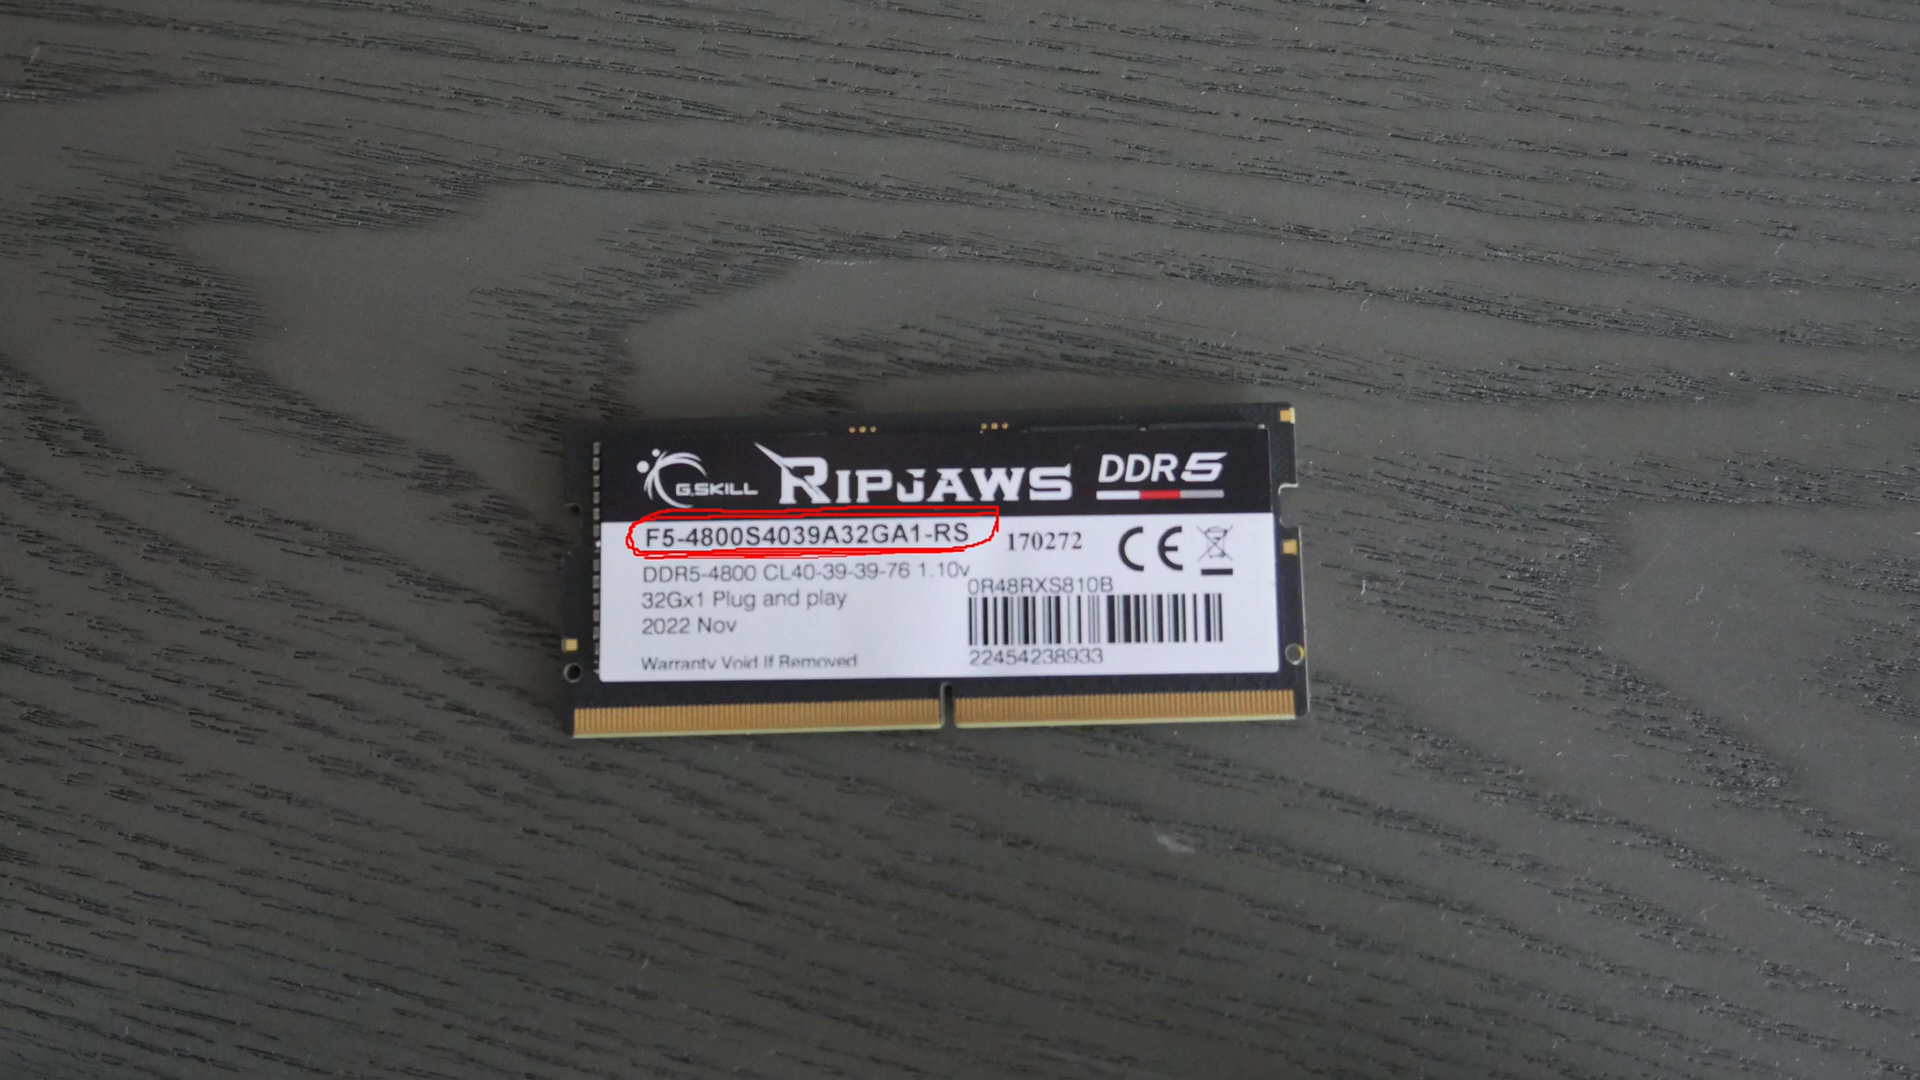 G.SKILL RIPJAWS DDR5
F5-4800S4039A32GA1-RS 170272
DDR5-4800 CL40-39-39-76 1.10v
0R48RXS810B
32Gx1 Plug and play
2022 Nov
Warranty Void If Removed
22454238933